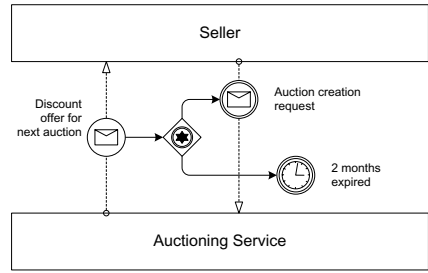 Seller
Discount
offer for
next auction
Auction creation
request
2 months
expired
Auctioning Service